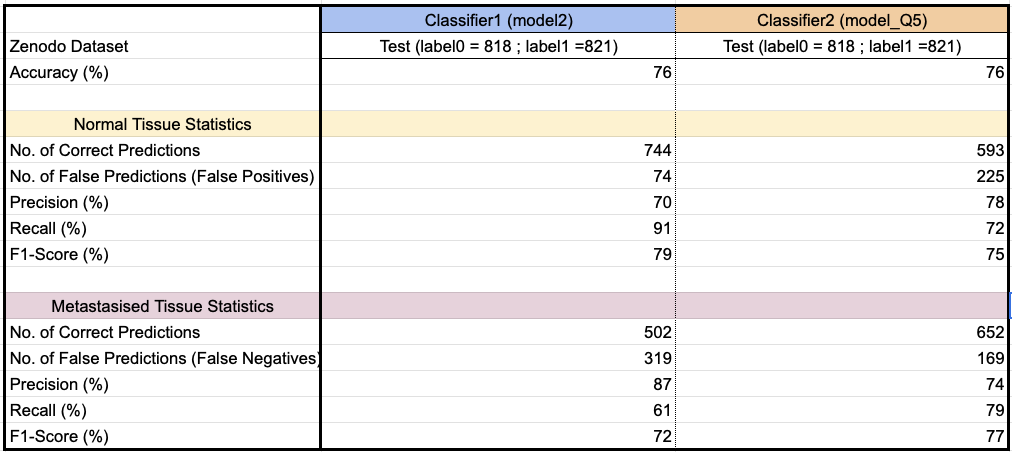 Classifier1 (model2) Classifier2 (model_Q5)
Zenodo Dataset Test (label0 = 818 ; label1 =821) Test (label0 = 818 ; label1 =821)
Accuracy (%) 76 76
Normal Tissue Statistics
No. of Correct Predictions 744 593
No. of False Predictions (False Positives) 74 225
Precision (%) 70 78
Recall (%) 91 72
F1-Score (%) 79 75
Metastasised Tissue Statistics
No. of Correct Predictions 502 652
No. of False Predictions (False Negatives) 319 169
Precision (%) 87 74
Recall (%) 61 79
F1-Score (%) 72 77